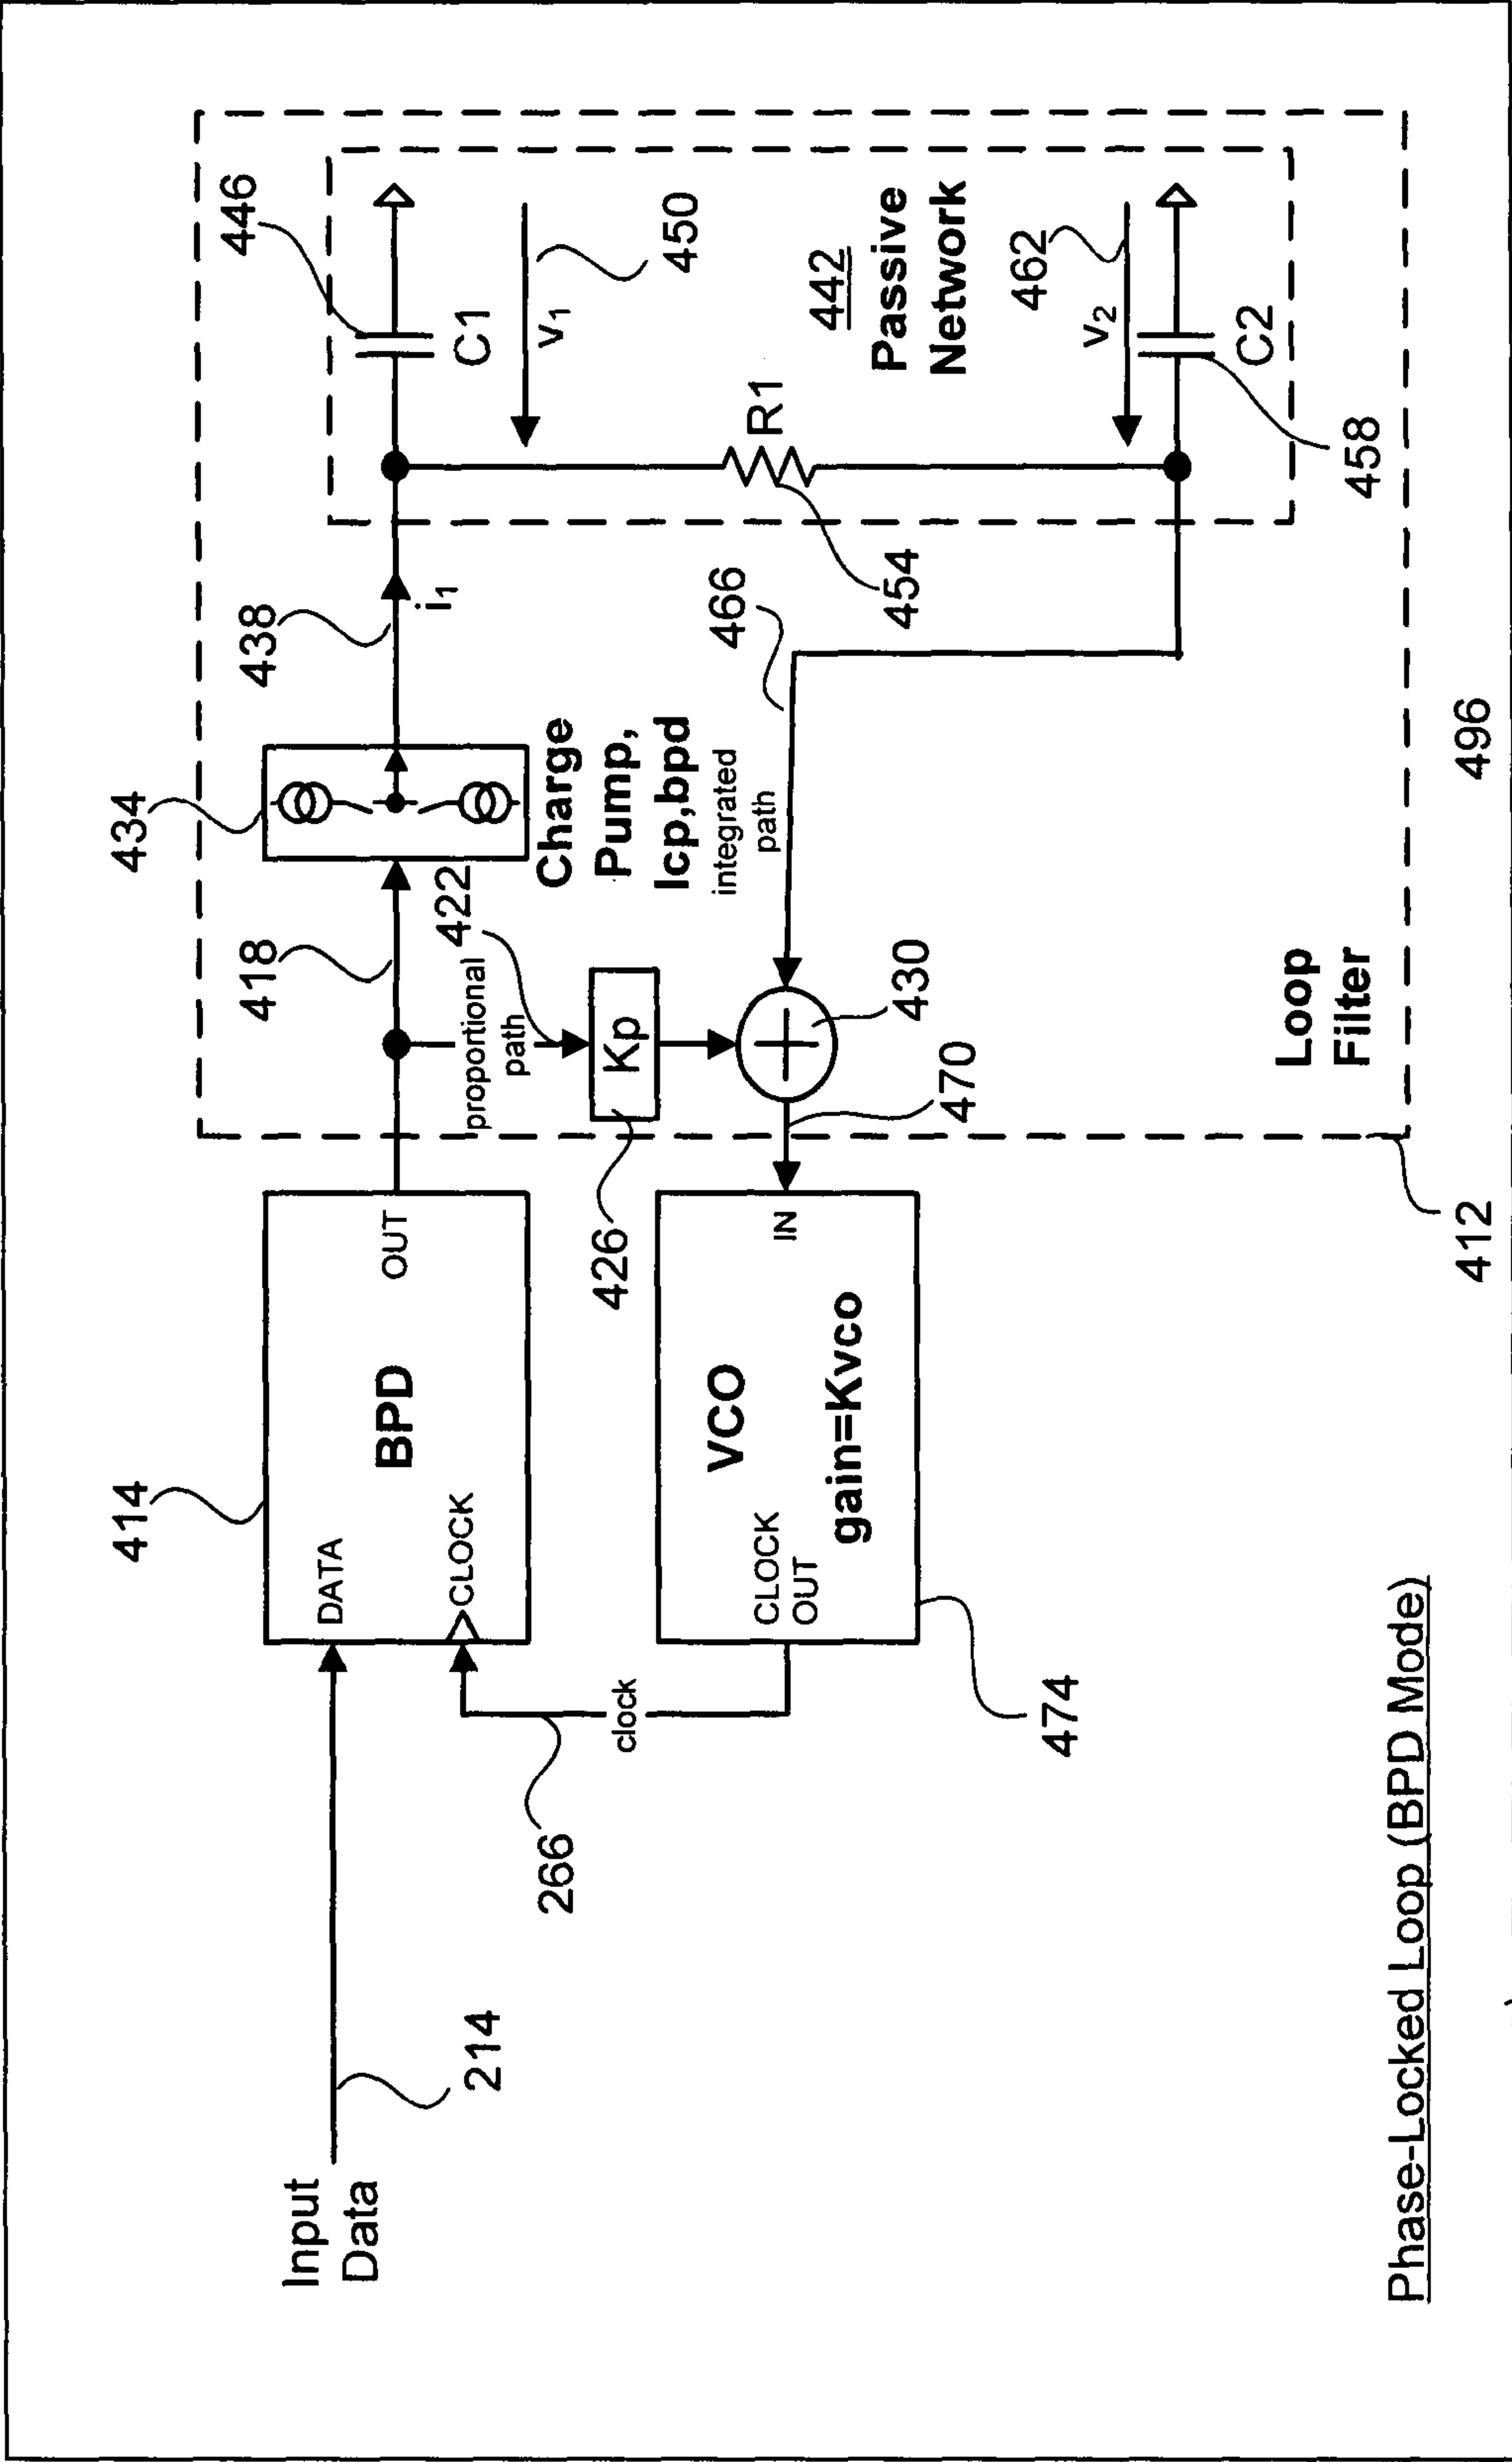 414
DATA
CLOCK
BPD
OUT
418
434
438
i₁
446
C1
v₁
450
442
Passive
Network
Charge
Pump,
Icp,bpd
integrated
path
422
proportional
path
Kp
426
430
466
R1
454
v₂
462
C2
458
470
Input
Data
214
266
clock
CLOCK
OUT
VCO
gain=Kvco
IN
474
Loop
Filter
412
496
Phase-Locked Loop (BPD Mode)